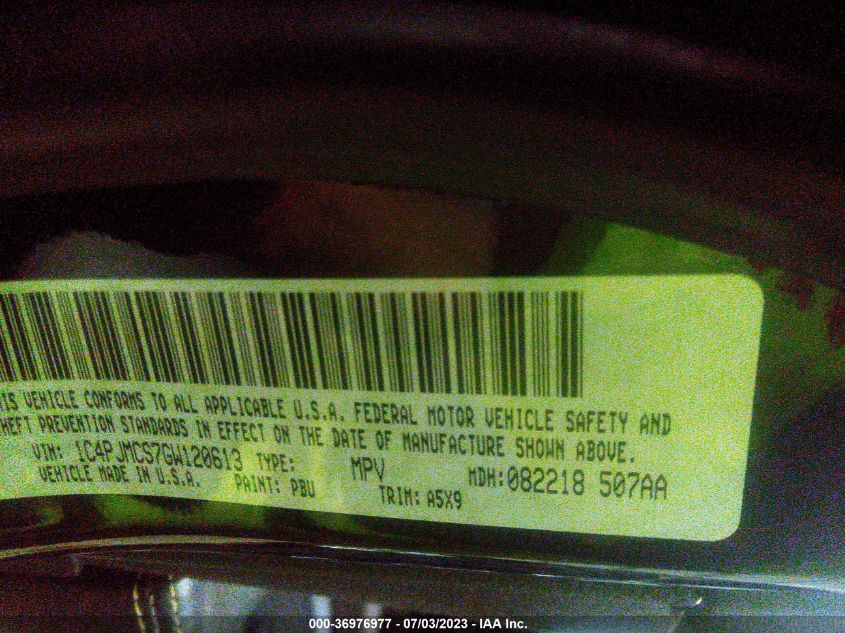 IS VEHICLE CONFORMS TO ALL APPLICABLE U.S.A. FEDERAL MOTOR VEHICLE SAFETY AND
HEFT PREVENTION STANDARDS IN EFFECT ON THE DATE OF MANUFACTURE SHOWN ABOVE.
VIN: 1C4PJMCS7GW120613 TYPE: MPV MDH:082218 507AA
VEHICLE MADE IN U.S.A. PAINT: PBU TRIM: A5X9
000-36976977 - 07/03/2023 - IAA Inc.